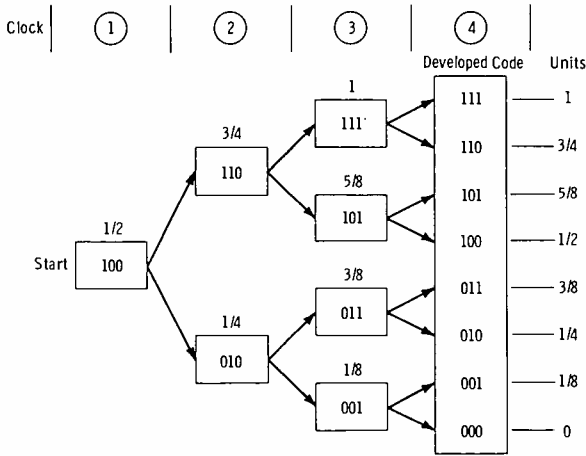 Clock 1 2 3 4
Developed Code Units
1
111 111 1
3/4
110 110 3/4
5/8
101 101 5/8
1/2
Start 100 100 1/2
3/8
011 011 3/8
1/4
010 010 1/4
1/8
001 001 1/8
000 0